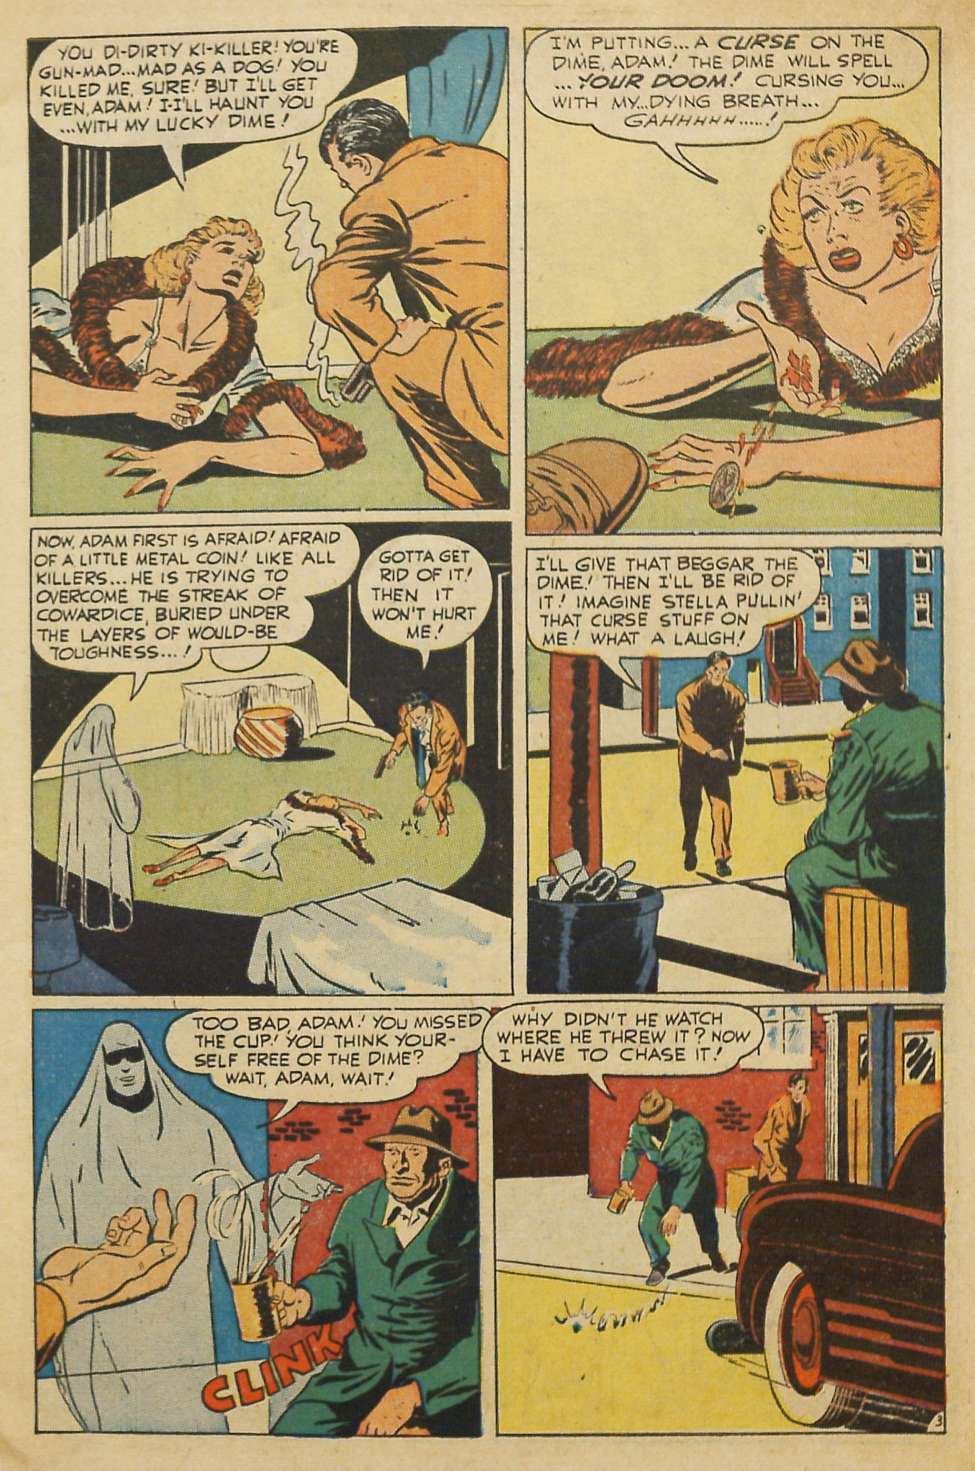 YOU DI-DIRTY KI-KILLER! YOU'RE
GUN-MAD...MAD AS A DOG! YOU
KILLED ME, SURE! BUT I'LL GET
EVEN, ADAM! I-I'LL HAUNT YOU
...WITH MY LUCKY DIME!
I'M PUTTING... A CURSE ON THE
DIME, ADAM! THE DIME WILL SPELL
...YOUR DOOM! CURSING YOU...
WITH MY...DYING BREATH...
GAHHHHH.....!
NOW, ADAM FIRST IS AFRAID! AFRAID
OF A LITTLE METAL COIN! LIKE ALL
KILLERS... HE IS TRYING TO
OVERCOME THE STREAK OF
COWARDICE, BURIED UNDER
THE LAYERS OF WOULD-BE
TOUGHNESS...!
GOTTA GET
RID OF IT!
THEN IT
WON'T HURT
ME!
I'LL GIVE THAT BEGGAR THE
DIME! THEN I'LL BE RID OF
IT! IMAGINE STELLA PULLIN'
THAT CURSE STUFF ON
ME! WHAT A LAUGH!
TOO BAD, ADAM! YOU MISSED
THE CUP! YOU THINK YOUR-
SELF FREE OF THE DIME?
WAIT, ADAM, WAIT!
CLINK
WHY DIDN'T HE WATCH
WHERE HE THREW IT? NOW
I HAVE TO CHASE IT!
3